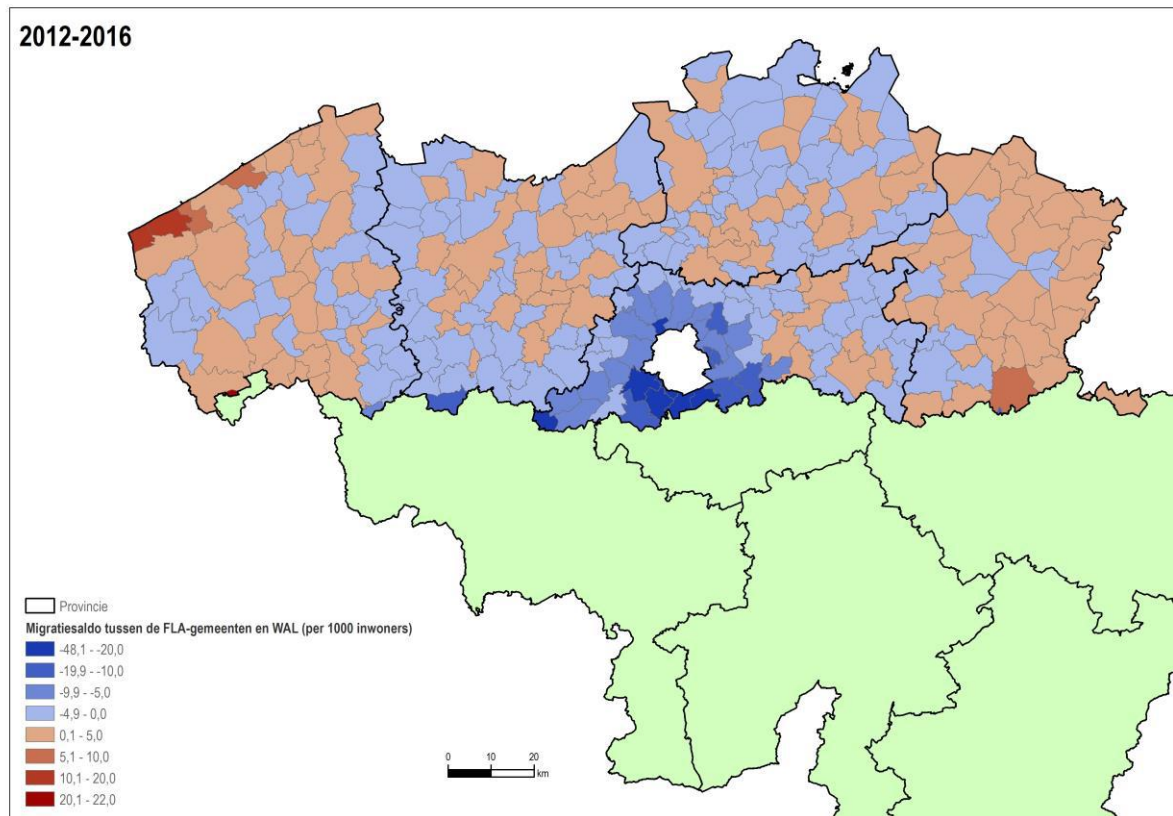 2012-2016
Provincie
Migratiesaldo tussen de FLA-gemeenten en WAL (per 1000 inwoners)
-48,1 - -20,0
-19,9 - -10,0
-9,9 - -5,0
-4,9 - 0,0
0,1 - 5,0
5,1 - 10,0
10,1 - 20,0
20,1 - 22,0
0 10 20
km